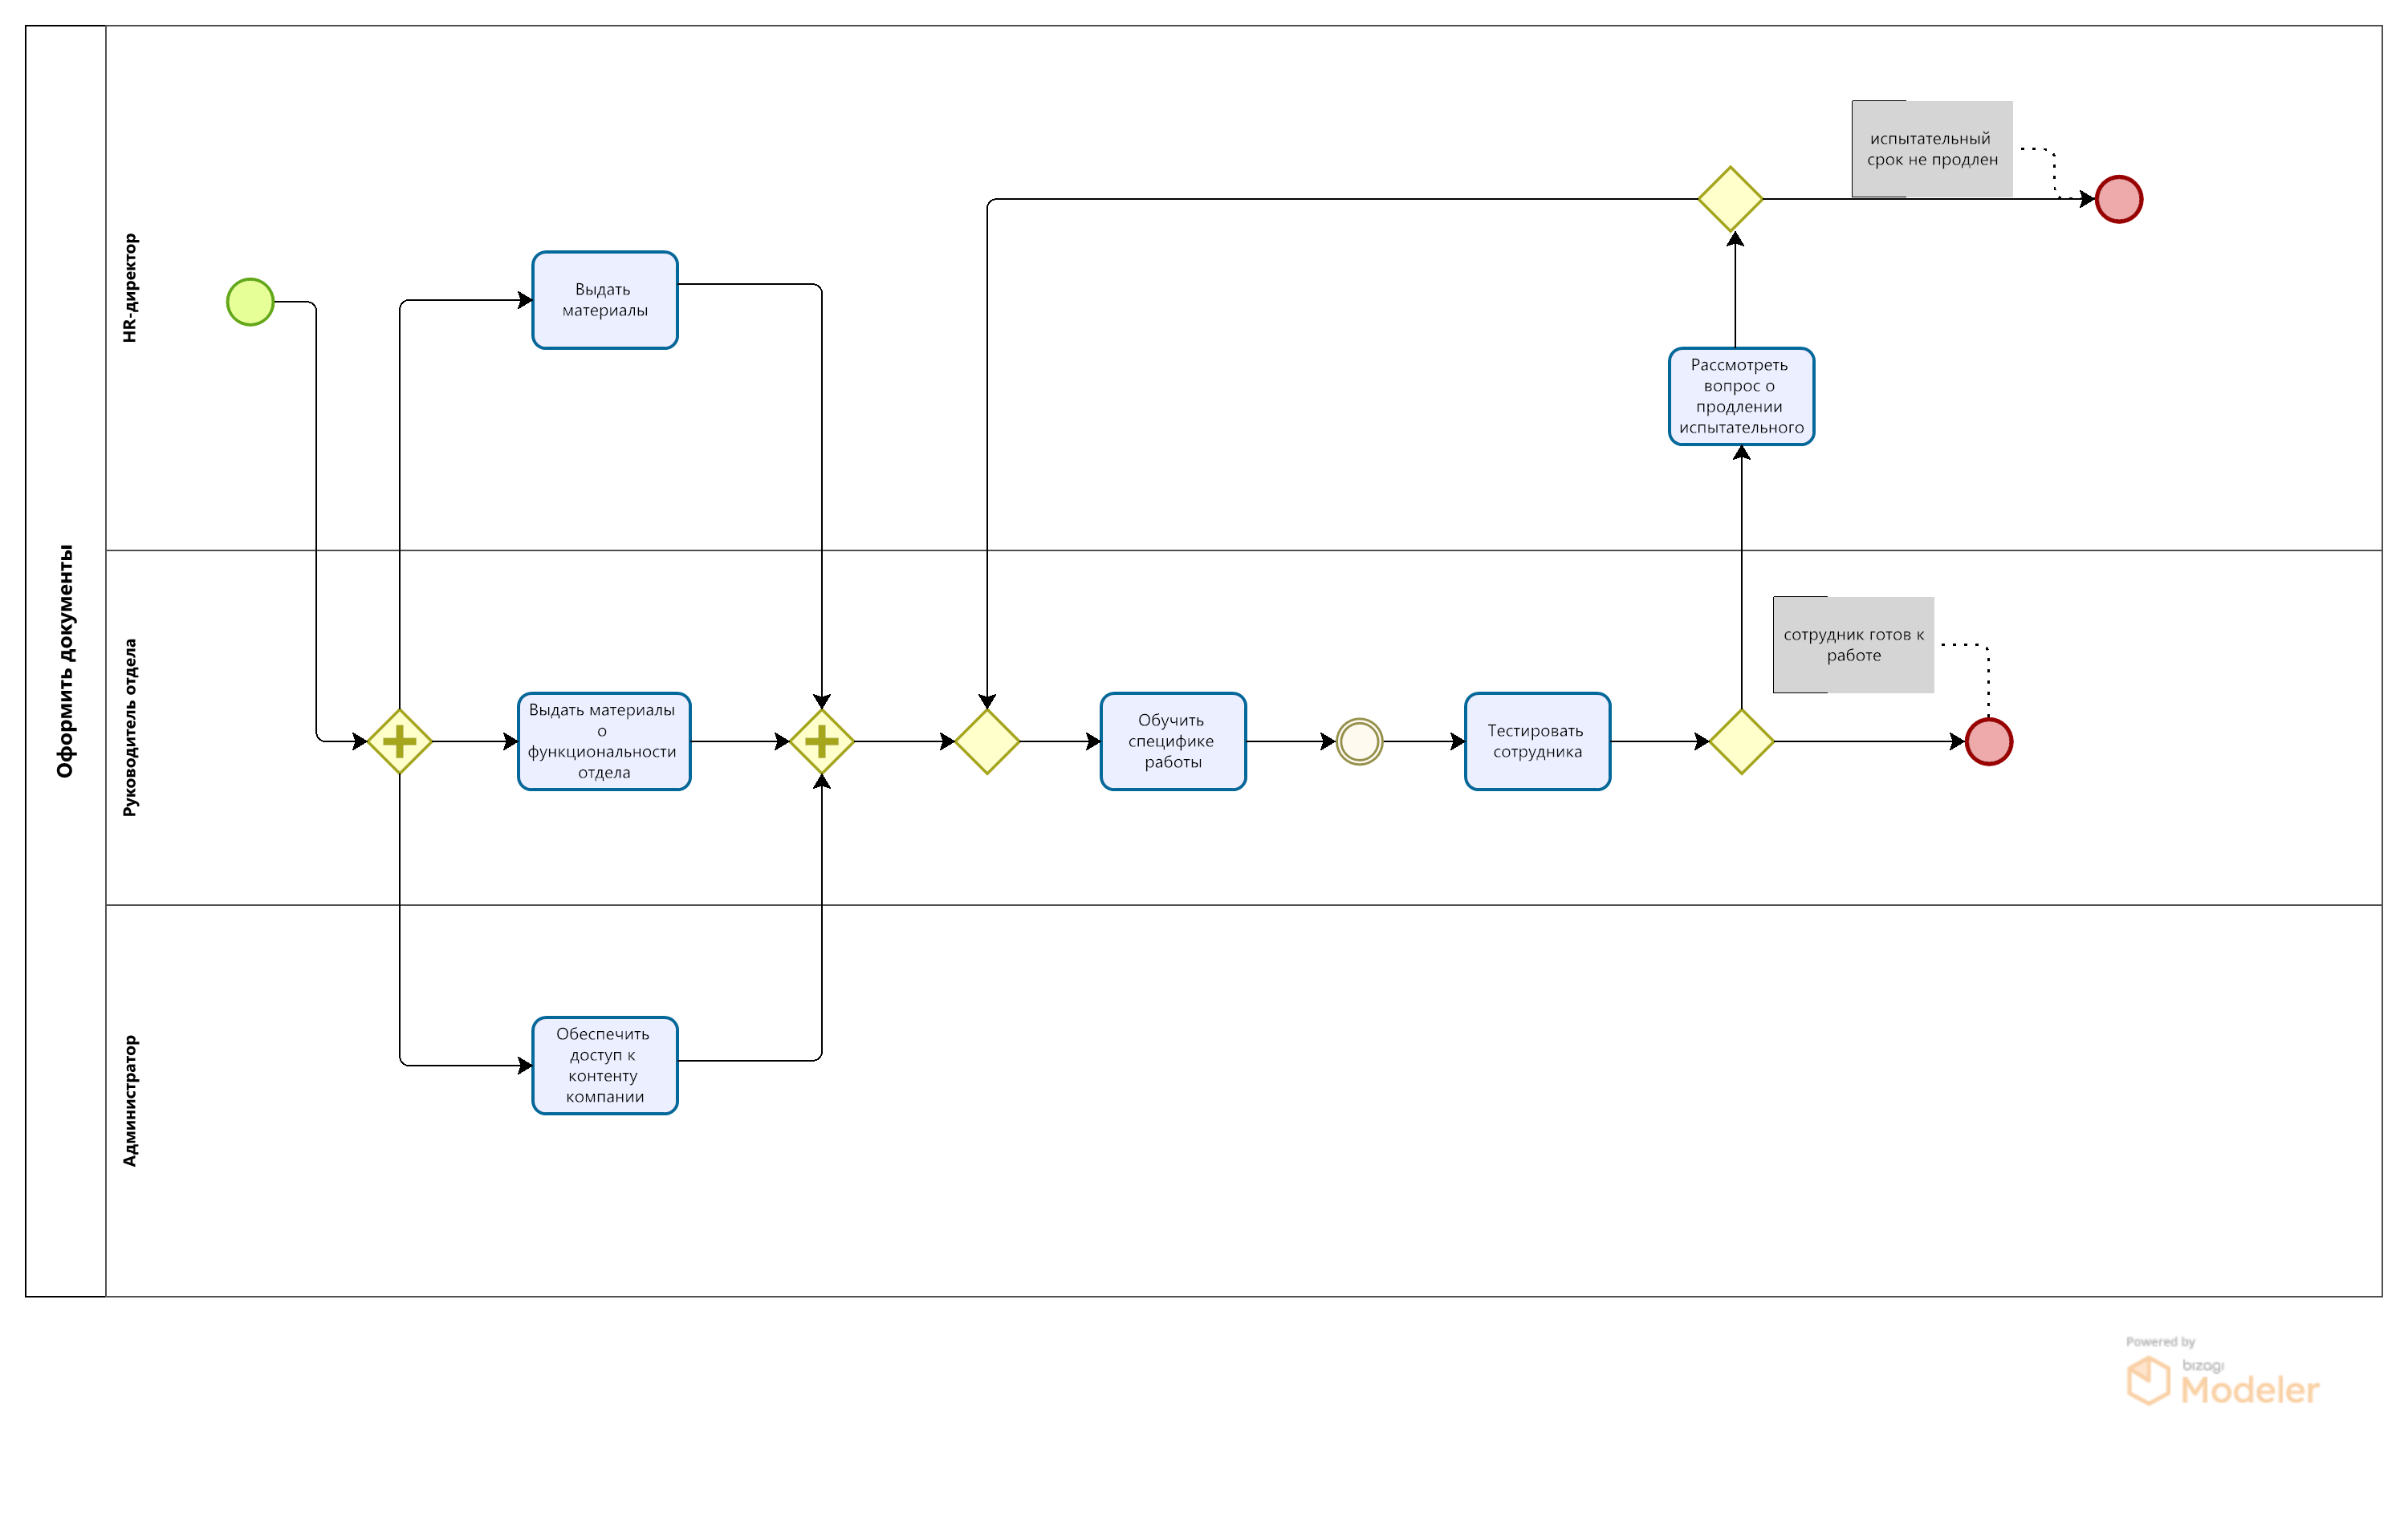 Оформить документы
HR-директор
Руководитель отдела
Администратор
испытательный
срок не продлен
Выдать
материалы
Рассмотреть
вопрос о
продлении
испытательного
сотрудник готов к
работе
Выдать материалы
о
функциональности
отдела
Обучить
специфике
работы
Тестировать
сотрудника
Обеспечить
доступ к
контенту
компании
Powered by
bizagi
Modeler